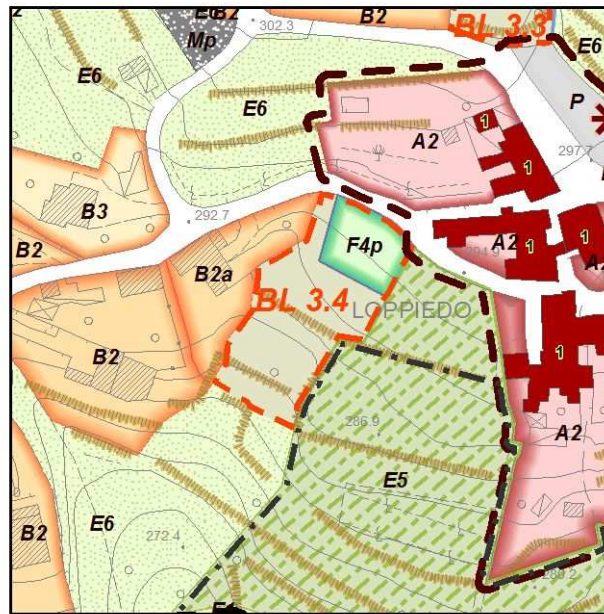 B2
302.3
B2
BL 3.3
Mp
E6
E6
E6
P
A2
1
297.7
1
B3
292.7
F4p
A2
1
B2
B2a
BL 3.4
LOPPIEDO
1
B2
286.9
A2
E5
E6
B2
272.4